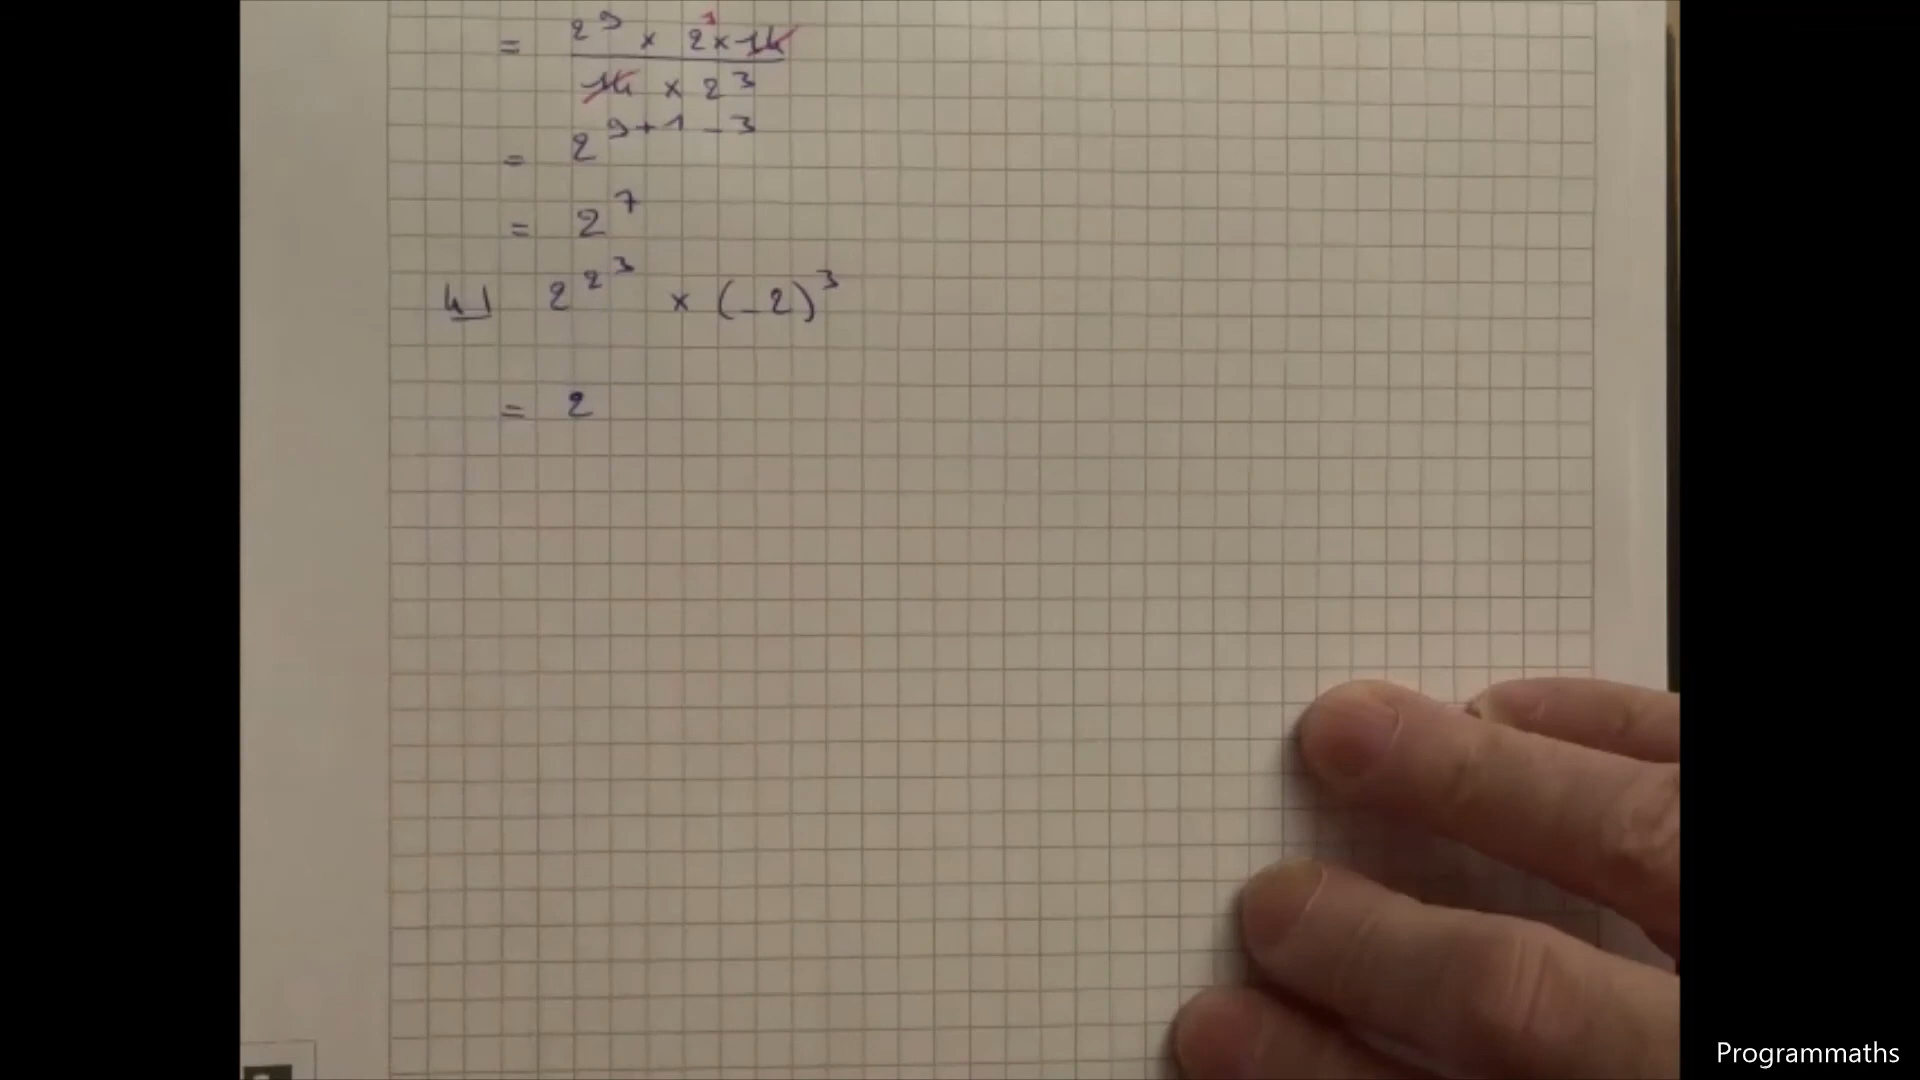 = 2^9 × 2^1 × 14
14 × 2^3
= 2^{9+1-3}
= 2^7
4) 2^{2^3} × (-2)^3
= 2
Programmaths